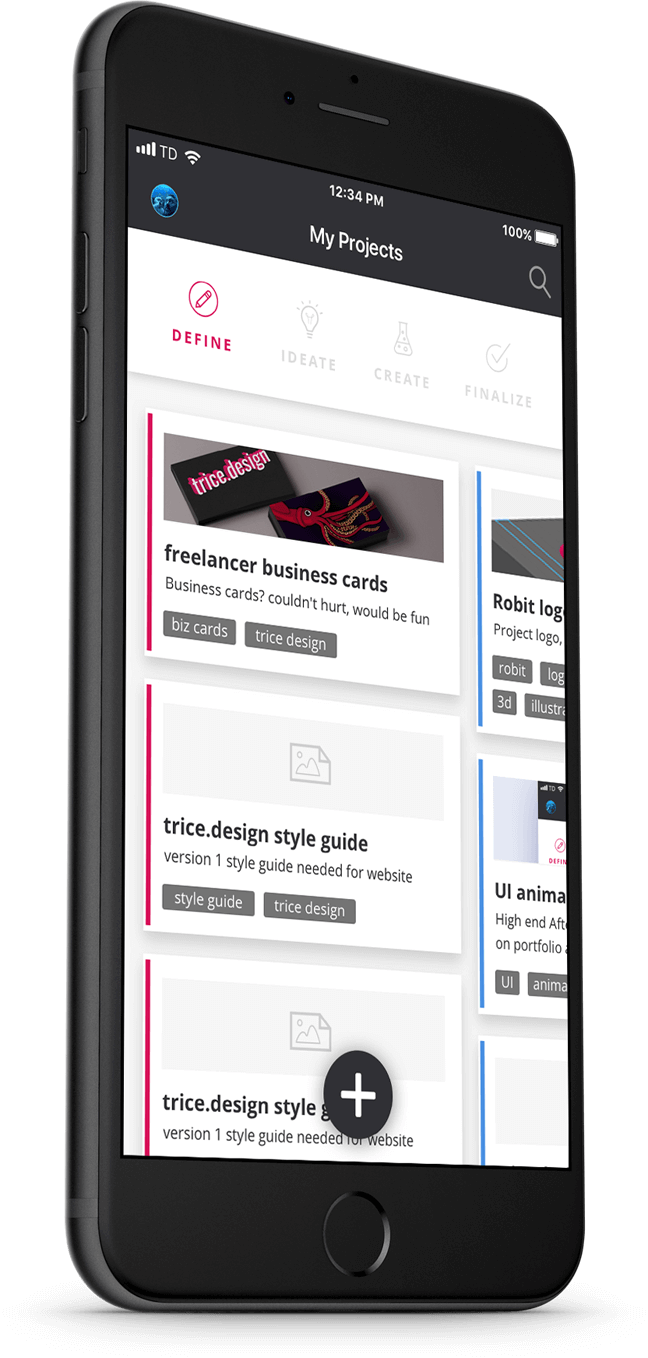 TD
12:34 PM
100%
My Projects
DEFINE
IDEATE
CREATE
FINALIZE
trice.design
freelancer business cards
Business cards? couldn't hurt, would be fun
biz cards
trice design
trice.design style guide
version 1 style guide needed for website
style guide
trice design
trice.design style
version 1 style guide needed for website
Robit log
Project logo,
robit
log
3d
illustra
TD
DEFIN
UI anima
High end Afte
on portfolio
UI
anima